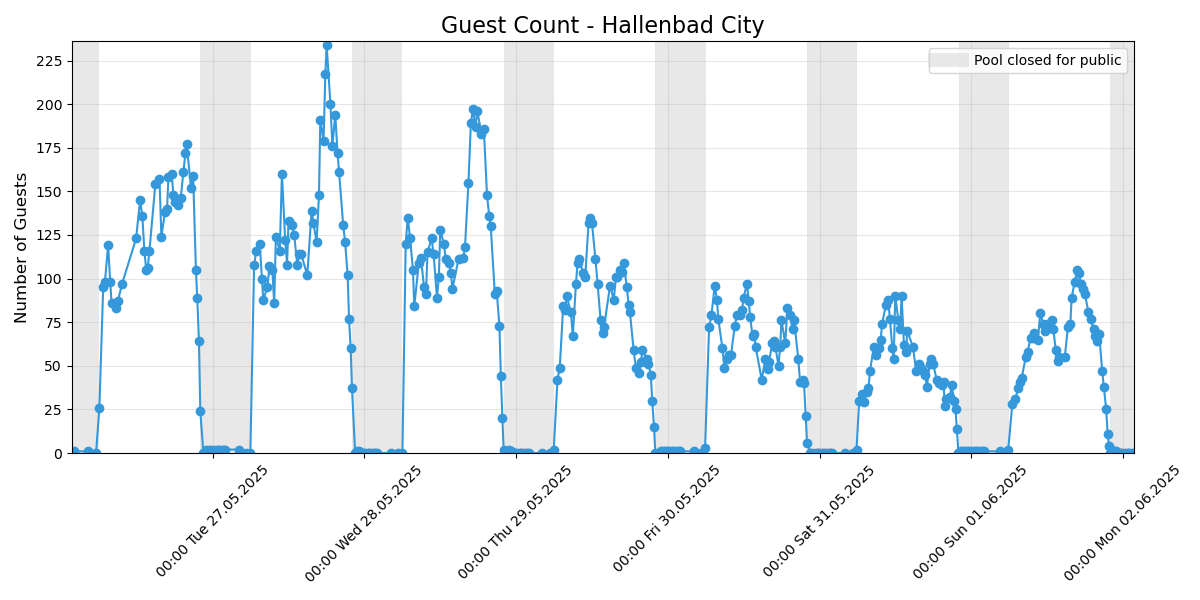 Guest Count - Hallenbad City
Pool closed for public
Number of Guests
225
200
175
150
125
100
75
50
25
0
00:00 Tue 27.05.2025
00:00 Wed 28.05.2025
00:00 Thu 29.05.2025
00:00 Fri 30.05.2025
00:00 Sat 31.05.2025
00:00 Sun 01.06.2025
00:00 Mon 02.06.2025